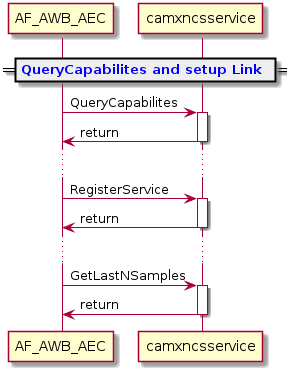 AF_AWB_AEC camxncsservice
QueryCapabilites and setup Link
QueryCapabilites
return
RegisterService
return
GetLastNSamples
return
AF_AWB_AEC camxncsservice